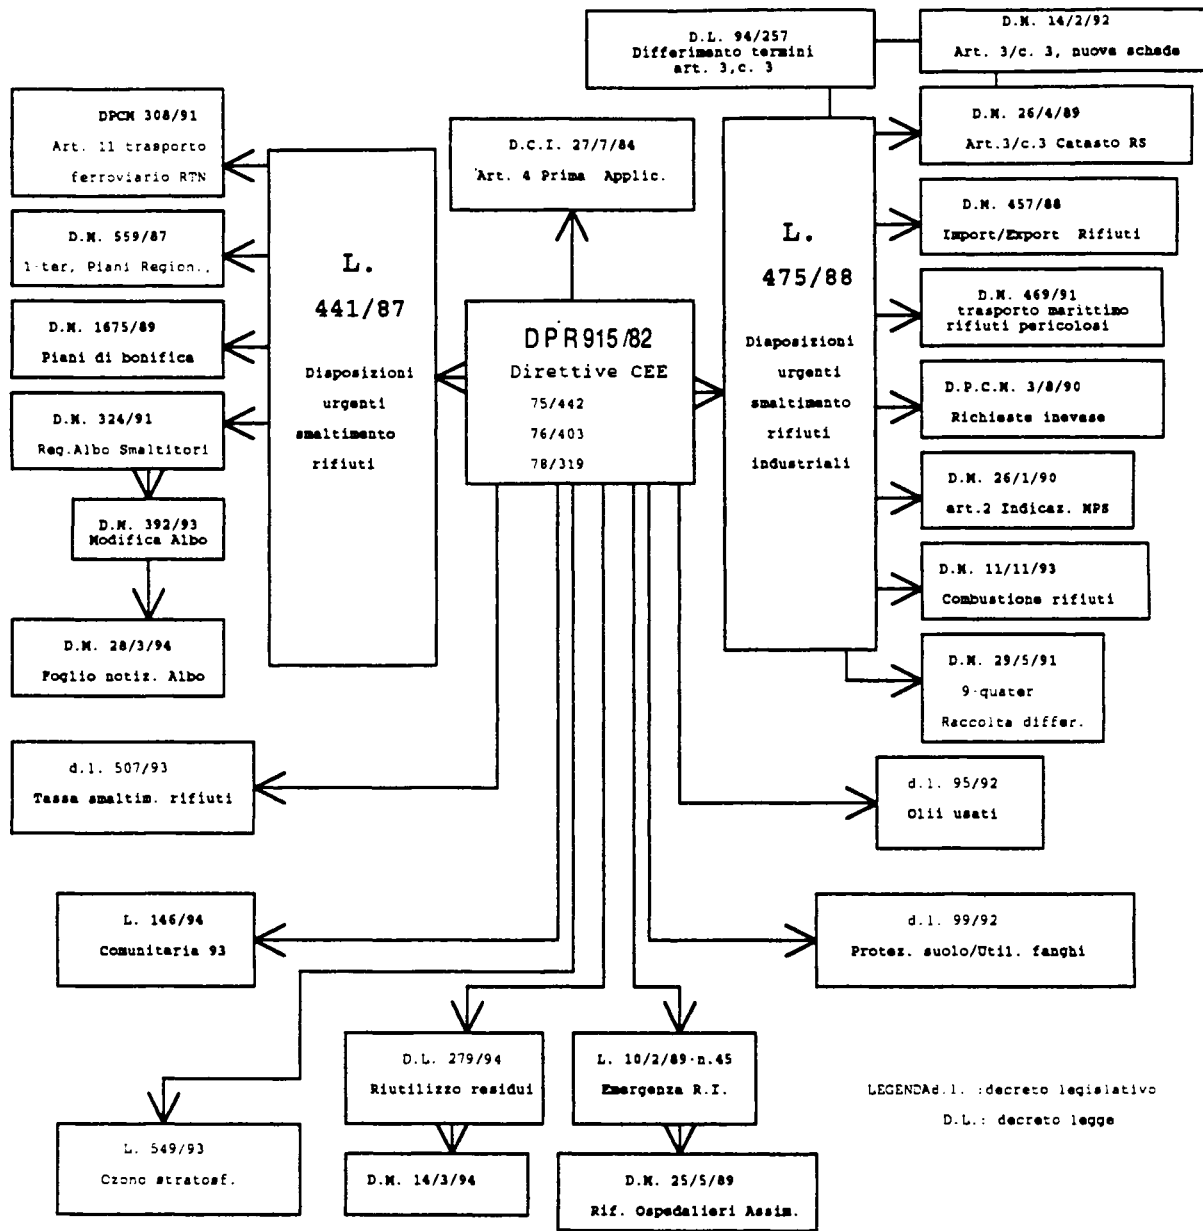 D.L. 94/257
Differimento termini
art. 3,c. 3
D.M. 14/2/92
Art. 3/c. 3, nuova schede
DPCM 308/91
Art. 11 trasporto
ferroviario RTN
D.C.I. 27/7/84
Art. 4 Prima Applic.
D.M. 26/4/89
Art.3/c.3 Catasto RS
D.M. 559/87
1-ter, Piani Region.,
L.
441/87
Disposizioni
urgenti
smaltimento
rifiuti
L.
475/88
Diaposizioni
urgenti
smaltimento
rifiuti
industriali
D.M. 457/88
Import/Export Rifiuti
D.M. 1675/89
Piani di bonifica
DPR915/82
Direttive CEE
75/442
76/403
78/319
D.M. 469/91
trasporto marittimo
rifiuti pericolosi
D.M. 324/91
Reg.Albo Smaltitori
D.P.C.M. 3/8/90
Richieste inevase
D.M. 392/93
Modifica Albo
D.M. 26/1/90
art.2 Indicaz. MPS
D.M. 11/11/93
Combustione rifiuti
D.M. 28/3/94
Foglio notiz. Albo
D.M. 29/5/91
9-quater
Raccolta differ.
d.l. 507/93
Tassa smaltim. rifiuti
d.l. 95/92
Olii usati
L. 146/94
Comunitaria 93
d.l. 99/92
Protez. suolo/Util. fanghi
D.L. 279/94
Riutilizzo residui
L. 10/2/89-n.45
Emergenza R.I.
LEGENDAd.l. :decreto legislativo
D.L.: decreto legge
L. 549/93
Ozono stratosf.
D.M. 14/3/94
D.M. 25/5/89
Rif. Ospedalieri Assim.